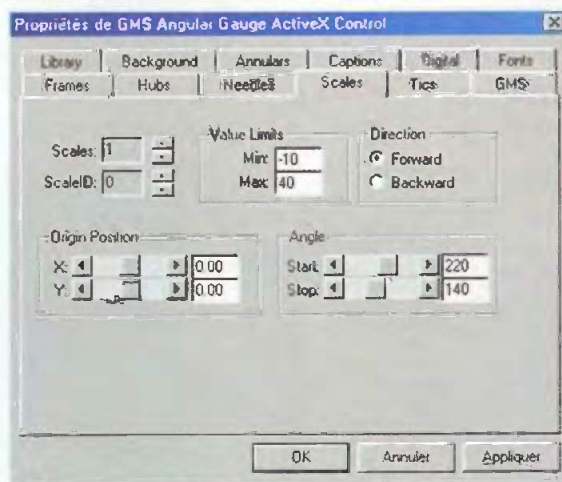 Propriétés de GMS Angular Gauge ActiveX Control
Library Background Annulars Captions Digital Fonts
Frames Hubs Needles Scales Tics GMS
Scales: 1
ScaleID: 0
Value Limits
Min: -10
Max: 40
Direction
Forward
Backward
Origin Position
X: 0.00
Y: 0.00
Angle
Start: 220
Stop: 140
OK Annuler Appliquer